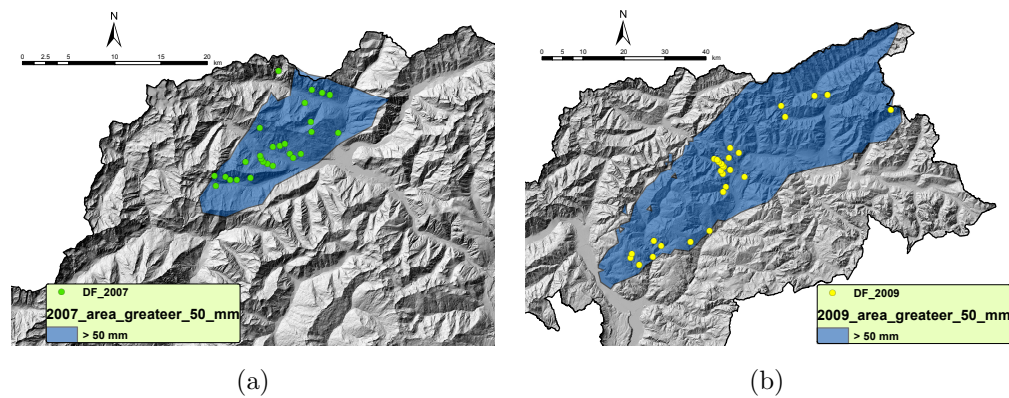 N
0 2.5 5 10 15 20
km
DF_2007
2007_area_greateer_50_mm
> 50 mm
(a)
N
0 10 20 30 40
km
DF_2009
2009_area_greateer_50_mm
> 50 mm
(b)